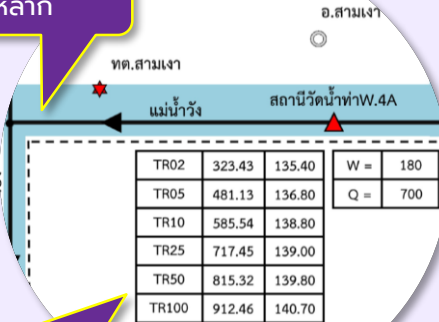 หลาก
อ.สามเงา
ทต.สามเงา
แม่น้ำวัง
สถานีวัดน้ำท่าW.4A
TR02 323.43 135.40 W = 180
TR05 481.13 136.80 Q = 700
TR10 585.54 138.80
TR25 717.45 139.00
TR50 815.32 139.80
TR100 912.46 140.70